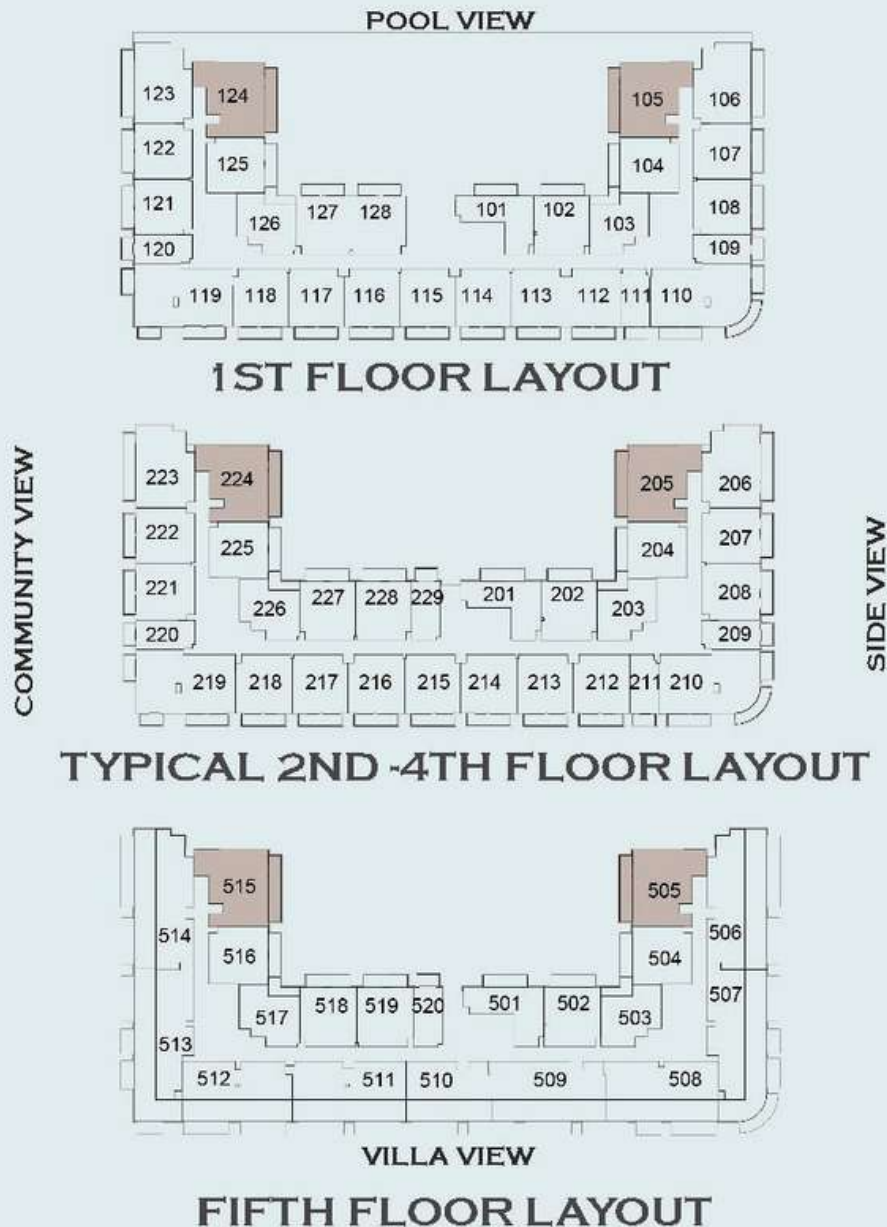 POOL VIEW
123 124 105 106
122 125 104 107
121 126 127 128 101 102 103 108
120 109
119 118 117 116 115 114 113 112 111 110
1ST FLOOR LAYOUT
COMMUNITY VIEW
SIDE VIEW
223 224 205 206
222 225 204 207
221 226 227 228 229 201 202 203 208
220 209
219 218 217 216 215 214 213 212 211 210
TYPICAL 2ND -4TH FLOOR LAYOUT
515 505
514 516 504 506
517 518 519 520 501 502 503 507
513
512 511 510 509 508
VILLA VIEW
FIFTH FLOOR LAYOUT